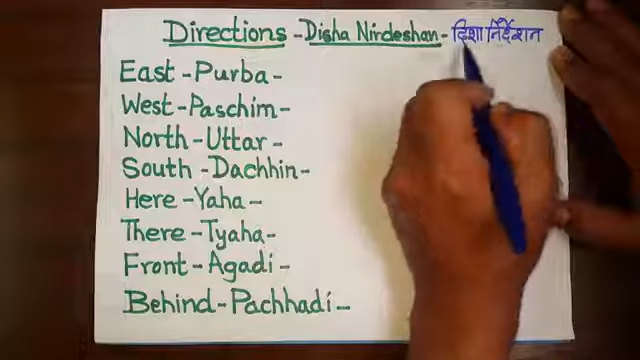 Directions - Disha Nirdeshan - दिशा निर्देशन
East - Purba -
West - Paschim -
North - Uttar -
South - Dachhin -
Here - Yaha -
There - Tyaha -
Front - Agadi -
Behind - Pachhadi -